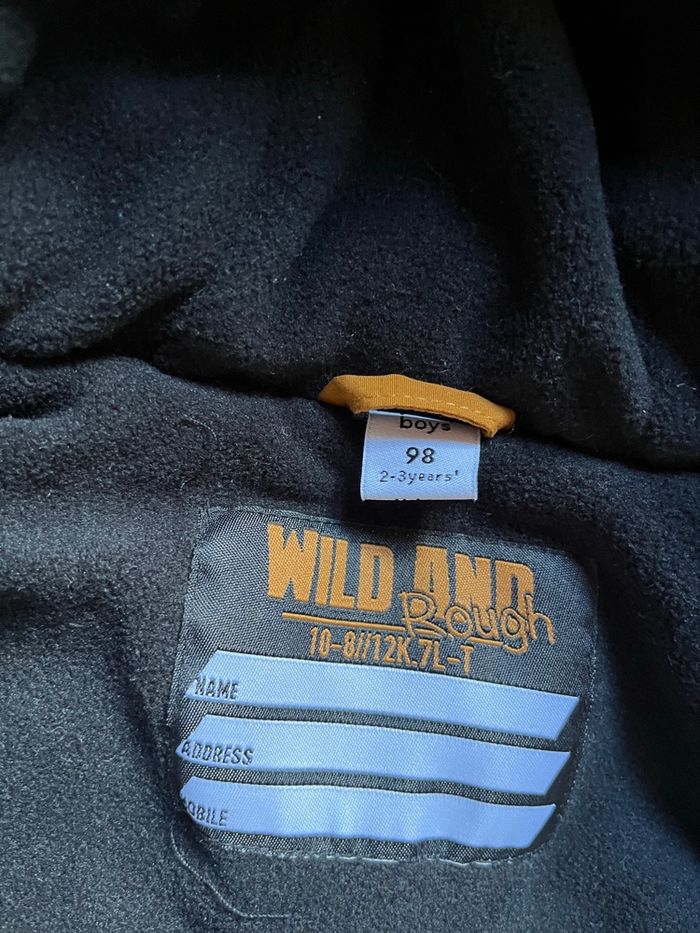 boys
98
2-3years'
WILD AND
Rough
10-8//12K.7L-T
NAME
ADDRESS
OBILE